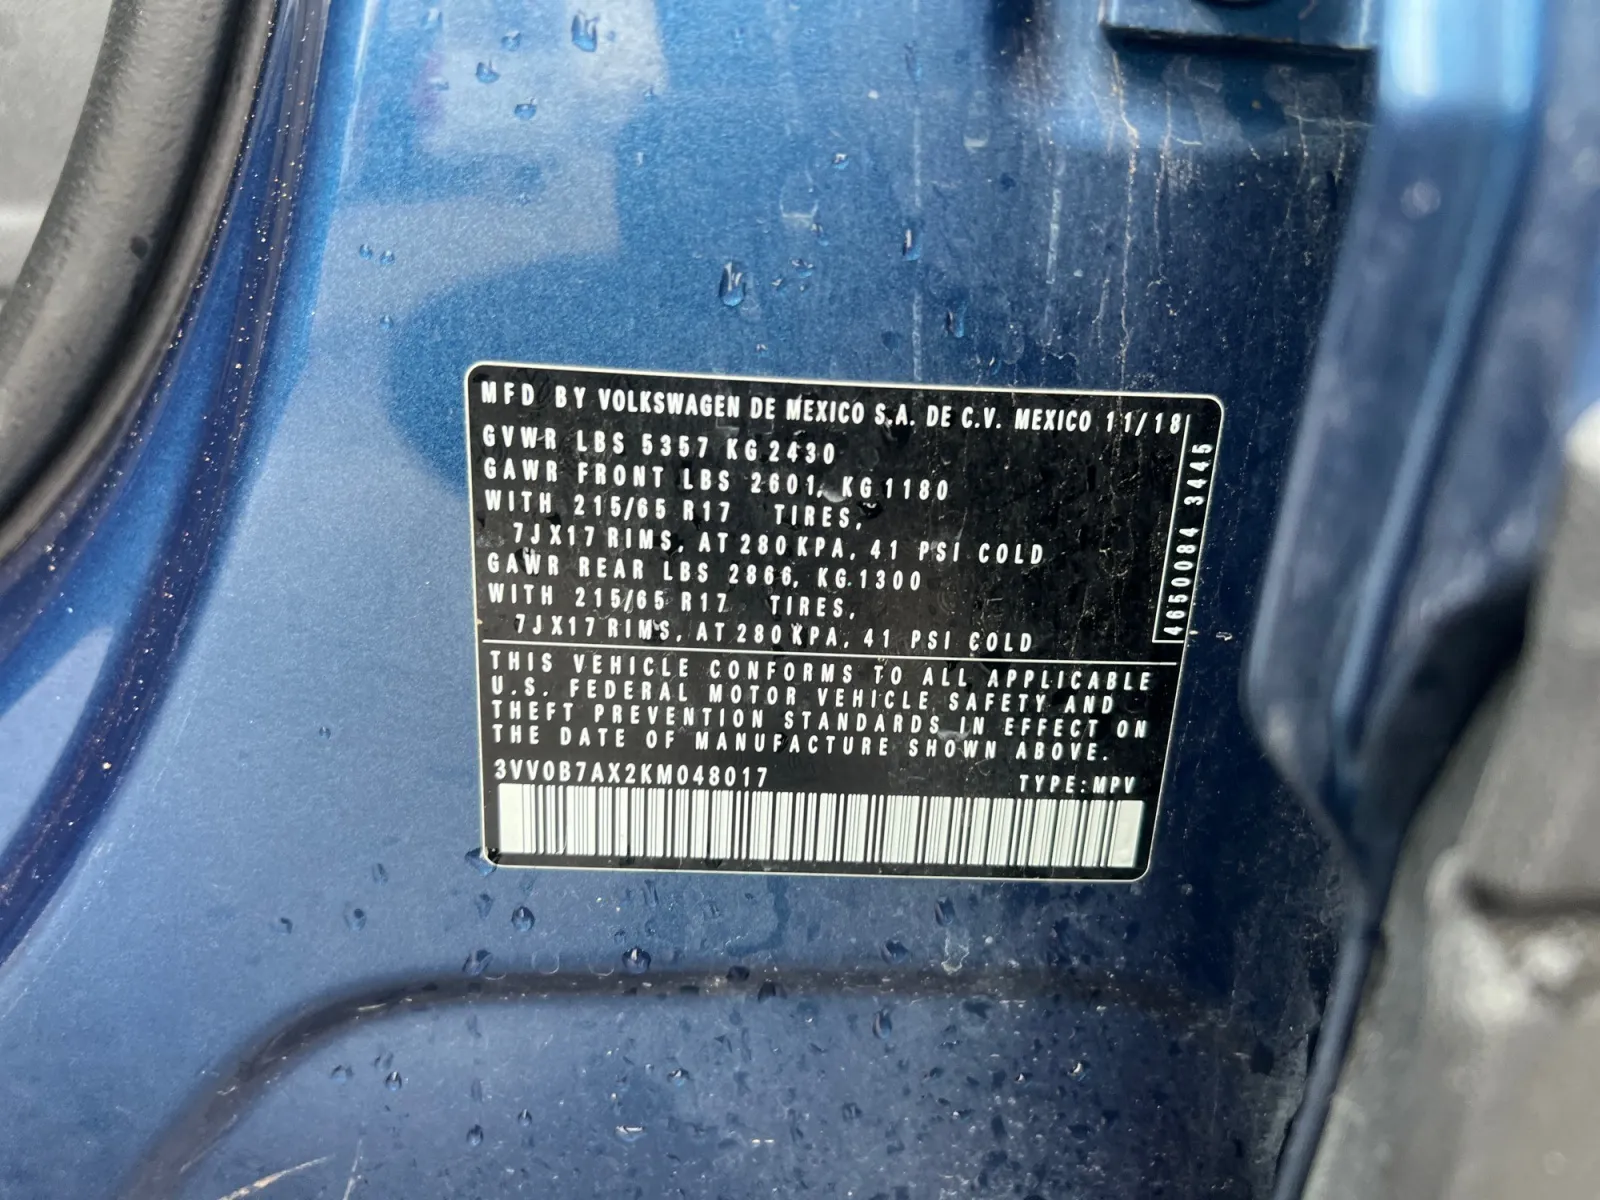 MFD BY VOLKSWAGEN DE MEXICO S.A. DE C.V. MEXICO 11/18
GVWR LBS 5357 KG 2430
GAWR FRONT LBS 2601, KG 1180
WITH 215/65 R17 TIRES,
7JX17 RIMS, AT 280 KPA, 41 PSI COLD
GAWR REAR LBS 2866, KG 1300
WITH 215/65 R17 TIRES,
7JX17 RIMS, AT 280 KPA, 41 PSI COLD
4650084 3445
THIS VEHICLE CONFORMS TO ALL APPLICABLE
U.S. FEDERAL MOTOR VEHICLE SAFETY AND
THEFT PREVENTION STANDARDS IN EFFECT ON
THE DATE OF MANUFACTURE SHOWN ABOVE.
3VV0B7AX2KM048017 TYPE: MPV